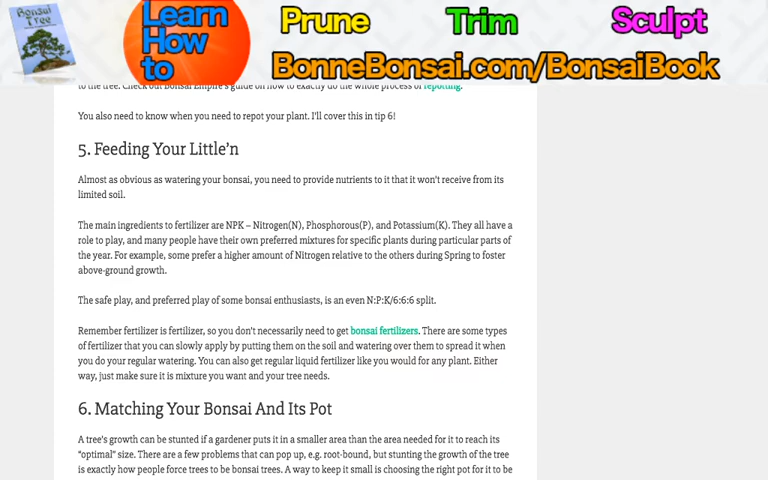 Bonsai Tree
Learn How to
Prune Trim Sculpt
BonneBonsai.com/BonsaiBook
to the tree. Check out Bonsai Empire's guide on how to exactly do the whole process of repotting.
You also need to know when you need to repot your plant. I'll cover this in tip 6!
5. Feeding Your Little'n
Almost as obvious as watering your bonsai, you need to provide nutrients to it that it won't receive from its
limited soil.
The main ingredients to fertilizer are NPK – Nitrogen(N), Phosphorous(P), and Potassium(K). They all have a
role to play, and many people have their own preferred mixtures for specific plants during particular parts of
the year. For example, some prefer a higher amount of Nitrogen relative to the others during Spring to foster
above-ground growth.
The safe play, and preferred play of some bonsai enthusiasts, is an even N:P:K/6:6:6 split.
Remember fertilizer is fertilizer, so you don't necessarily need to get bonsai fertilizers. There are some types
of fertilizer that you can slowly apply by putting them on the soil and watering over them to spread it when
you do your regular watering. You can also get regular liquid fertilizer like you would for any plant. Either
way, just make sure it is mixture you want and your tree needs.
6. Matching Your Bonsai And Its Pot
A tree's growth can be stunted if a gardener puts it in a smaller area than the area needed for it to reach its
"optimal" size. There are a few problems that can pop up, e.g. root-bound, but stunting the growth of the tree
is exactly how people force trees to be bonsai trees. A way to keep it small is choosing the right pot for it to be